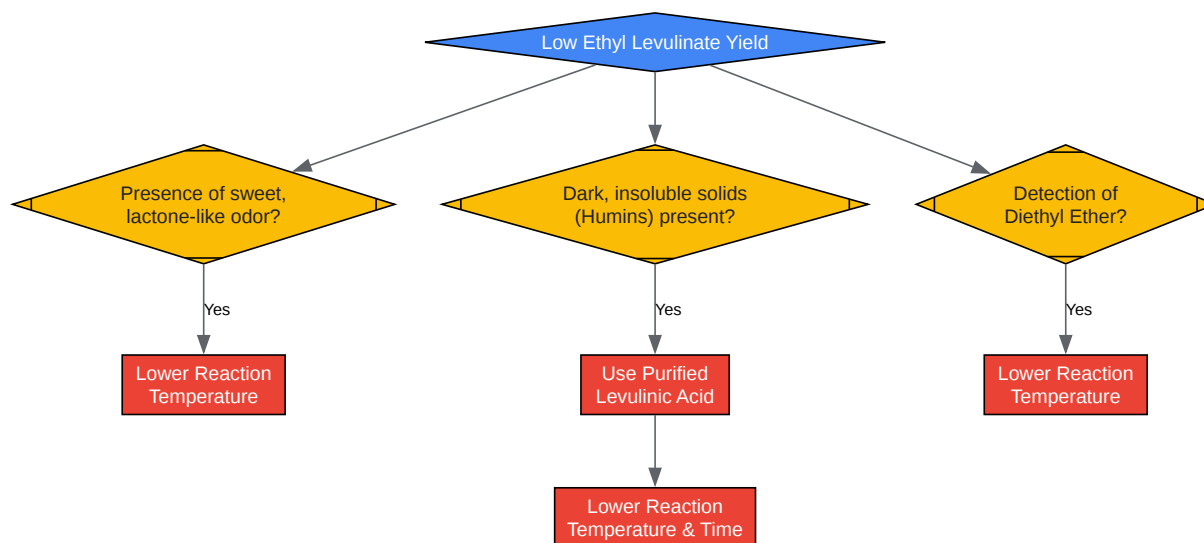 Low Ethyl Levulinate Yield
Presence of sweet,
lactone-like odor?
Dark, insoluble solids
(Humins) present?
Detection of
Diethyl Ether?
Yes
Yes
Yes
Lower Reaction
Temperature
Use Purified
Levulinic Acid
Lower Reaction
Temperature
Lower Reaction
Temperature & Time